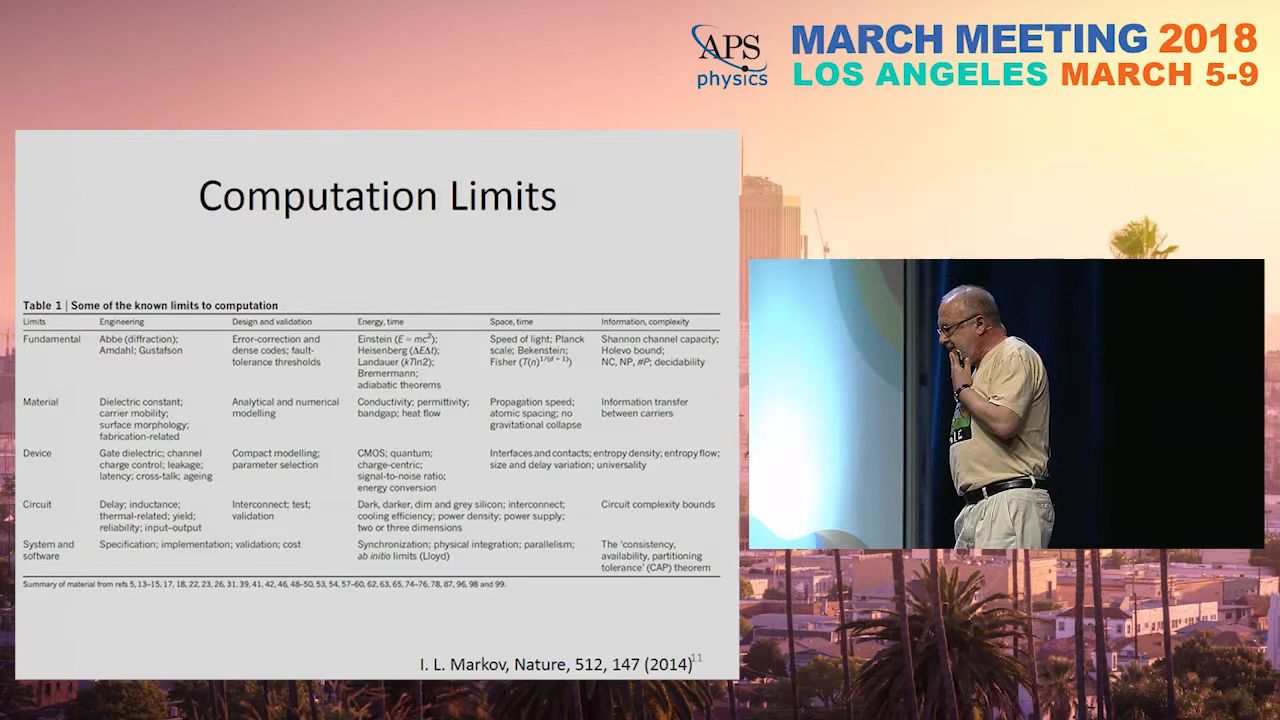 APS
physics
MARCH MEETING 2018
LOS ANGELES MARCH 5-9
Computation Limits
Table 1 | Some of the known limits to computation
Limits Engineering Design and validation Energy, time Space, time Information, complexity
Fundamental Abbe (diffraction); Error-correction and Einstein (E = mc²); Speed of light; Planck Shannon channel capacity;
Amdahl; Gustafson dense codes; fault- Heisenberg (ΔEΔt); scale; Bekenstein; Holevo bound;
tolerance thresholds Landauer (kTln2); Fisher (T(n)^1/(d + 1)) NC, NP, #P; decidability
Bremermann;
adiabatic theorems
Material Dielectric constant; Analytical and numerical Conductivity; permittivity; Propagation speed; Information transfer
carrier mobility; modelling bandgap; heat flow atomic spacing; no between carriers
surface morphology; gravitational collapse
fabrication-related
Device Gate dielectric; channel Compact modelling; CMOS; quantum; Interfaces and contacts; entropy density; entropy flow;
charge control; leakage; parameter selection charge-centric; size and delay variation; universality
latency; cross-talk; ageing signal-to-noise ratio;
energy conversion
Circuit Delay; inductance; Interconnect; test; Dark, darker, dim and grey silicon; interconnect; Circuit complexity bounds
thermal-related; yield; validation cooling efficiency; power density; power supply;
reliability; input–output two or three dimensions
System and Specification; implementation; validation; cost Synchronization; physical integration; parallelism; The 'consistency,
software ab initio limits (Lloyd) availability, partitioning
tolerance' (CAP) theorem
Summary of material from refs 5, 13–15, 17, 18, 22, 23, 26, 31, 39, 41, 42, 46, 48–50, 53, 54, 57–60, 62, 63, 65, 74–76, 78, 87, 96, 98 and 99.
I. L. Markov, Nature, 512, 147 (2014)
11